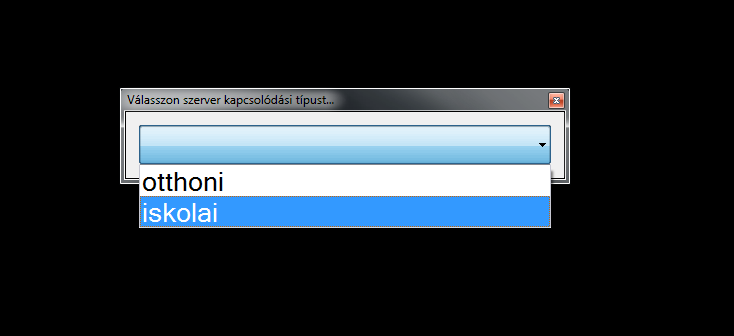 Válasszon szerver kapcsolódási típust...
otthoni
iskolai